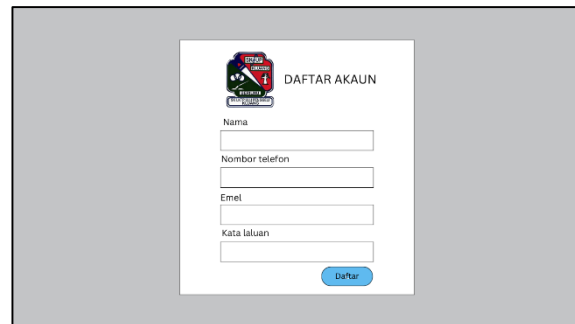 DAFTAR AKAUN
Nama
Nombor telefon
Emel
Kata laluan
Daftar